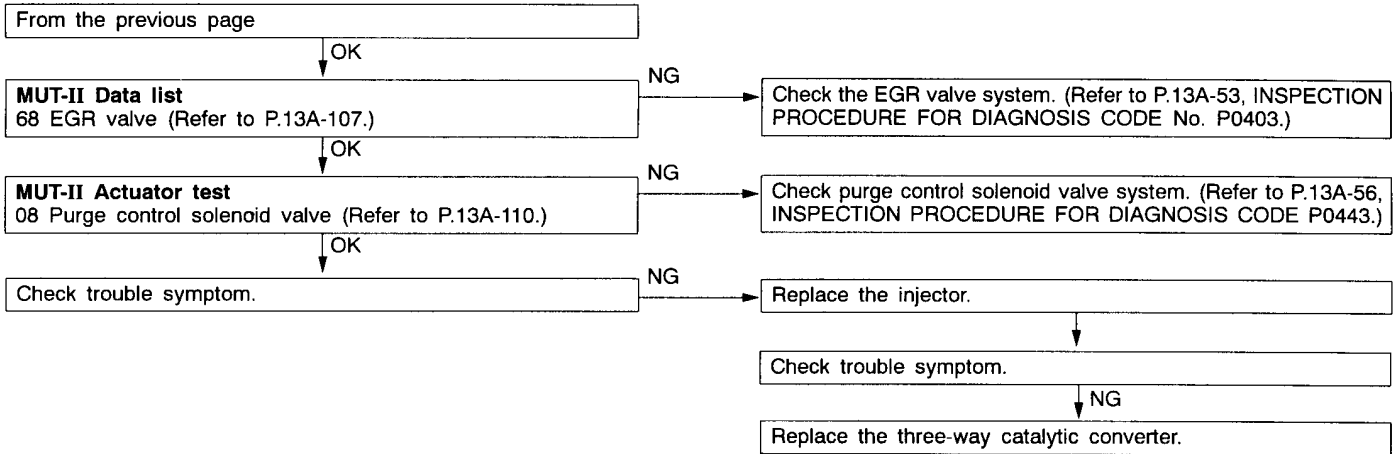 From the previous page
OK
MUT-II Data list
68 EGR valve (Refer to P.13A-107.)
NG
Check the EGR valve system. (Refer to P.13A-53, INSPECTION
PROCEDURE FOR DIAGNOSIS CODE No. P0403.)
OK
MUT-II Actuator test
08 Purge control solenoid valve (Refer to P.13A-110.)
NG
Check purge control solenoid valve system. (Refer to P.13A-56,
INSPECTION PROCEDURE FOR DIAGNOSIS CODE P0443.)
OK
Check trouble symptom.
NG
Replace the injector.
Check trouble symptom.
NG
Replace the three-way catalytic converter.